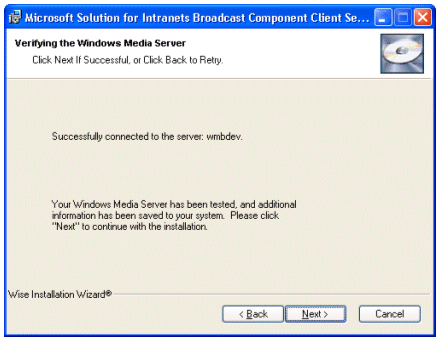 Microsoft Solution for Intranets Broadcast Component Client Se...
Verifying the Windows Media Server
Click Next If Successful, or Click Back to Retry.
Successfully connected to the server: wmbdev.
Your Windows Media Server has been tested, and additional
information has been saved to your system. Please click
"Next" to continue with the installation.
Wise Installation Wizard®
< Back
Next >
Cancel